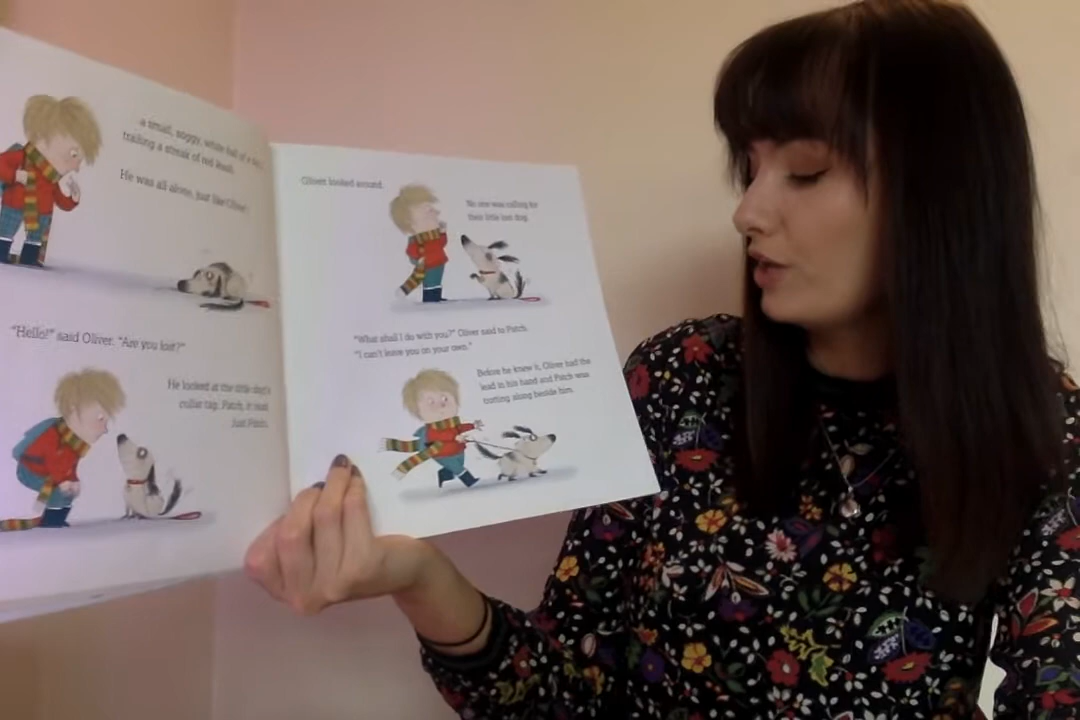 a small, soggy, white ball of a dog,
trailing a streak of red leash.
He was all alone, just like Oliver!
"Hello!" said Oliver. "Are you lost?"
He looked at the little dog's
collar tag. Patch, it read.
Just Patch.
Oliver looked around.
No one was calling for
their little lost dog.
"What shall I do with you?" Oliver said to Patch.
"I can't leave you on your own."
Before he knew it, Oliver had the
lead in his hand and Patch was
trotting along beside him.